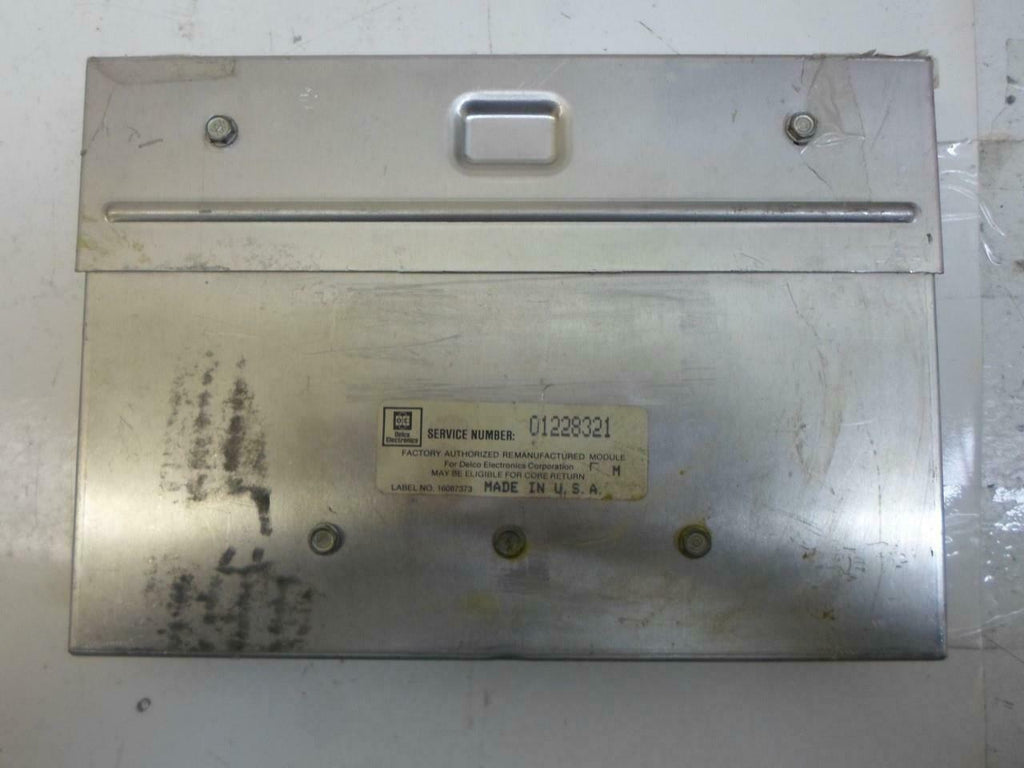 Delco
Electronics
SERVICE NUMBER: 01228321
FACTORY AUTHORIZED REMANUFACTURED MODULE
For Delco Electronics Corporation
M
MAY BE ELIGIBLE FOR CORE RETURN
LABEL NO. 16067373 MADE IN U.S.A.